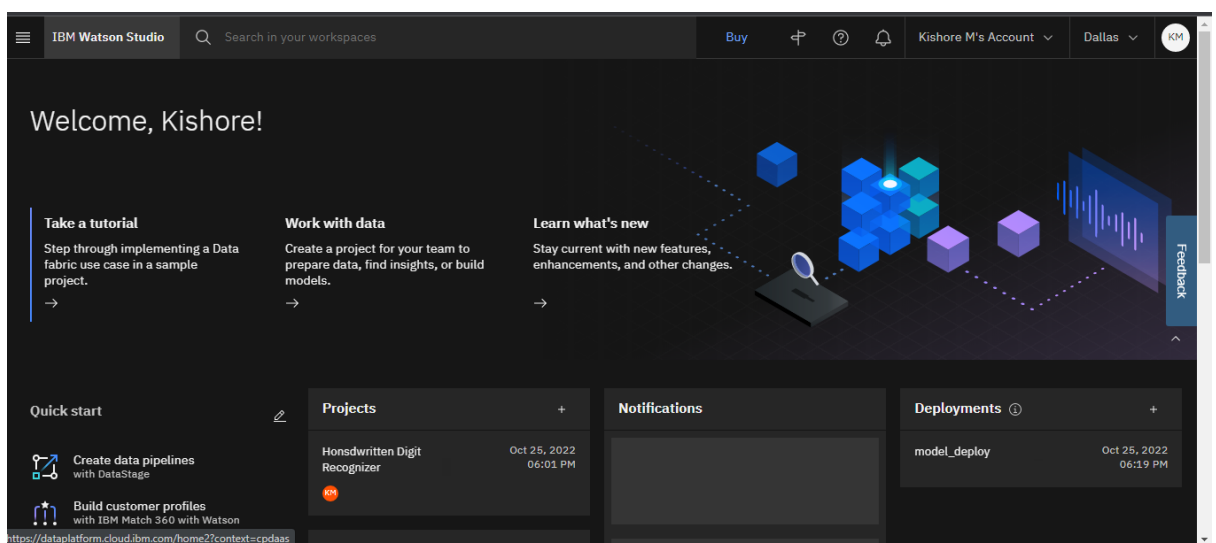 IBM Watson Studio
Search in your workspaces
Buy
Kishore M's Account
Dallas
KM
Welcome, Kishore!
Take a tutorial
Step through implementing a Data
fabric use case in a sample
project.
Work with data
Create a project for your team to
prepare data, find insights, or build
models.
Learn what's new
Stay current with new features,
enhancements, and other changes.
Feedback
Quick start
Create data pipelines
with DataStage
Build customer profiles
with IBM Match 360 with Watson
Projects
Honsdwritten Digit
Recognizer
Oct 25, 2022
06:01 PM
KM
Notifications
Deployments
model_deploy
Oct 25, 2022
06:19 PM
https://dataplatform.cloud.ibm.com/home2?context=cpdaas